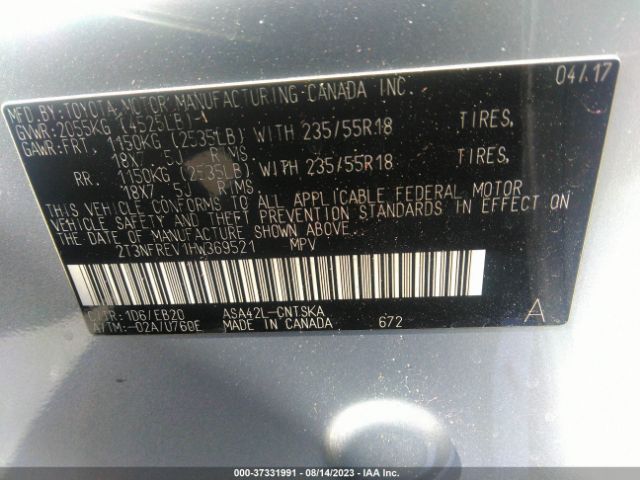 MFD.BY:TOYOTA MOTOR MANUFACTURING CANADA INC. 04/17
GVWR:2055KG (4525LB)
GAWR:FRT. 1150KG (2535LB) WITH 235/55R18 TIRES,
18X7.5J RIMS,
RR. 1150KG (2535LB) WITH 235/55R18 TIRES,
18X7.5J RIMS
THIS VEHICLE CONFORMS TO ALL APPLICABLE FEDERAL MOTOR
VEHICLE SAFETY AND THEFT PREVENTION STANDARDS IN EFFECT ON
THE DATE OF MANUFACTURE SHOWN ABOVE.
2T3NFREV1HW369521 MPV
C/TR:1D6/EB20 ASA42L-CNTSKA A
A/TM:-02A/U760E MADE IN CANADA 672
000-37331991 - 08/14/2023 - IAA Inc.